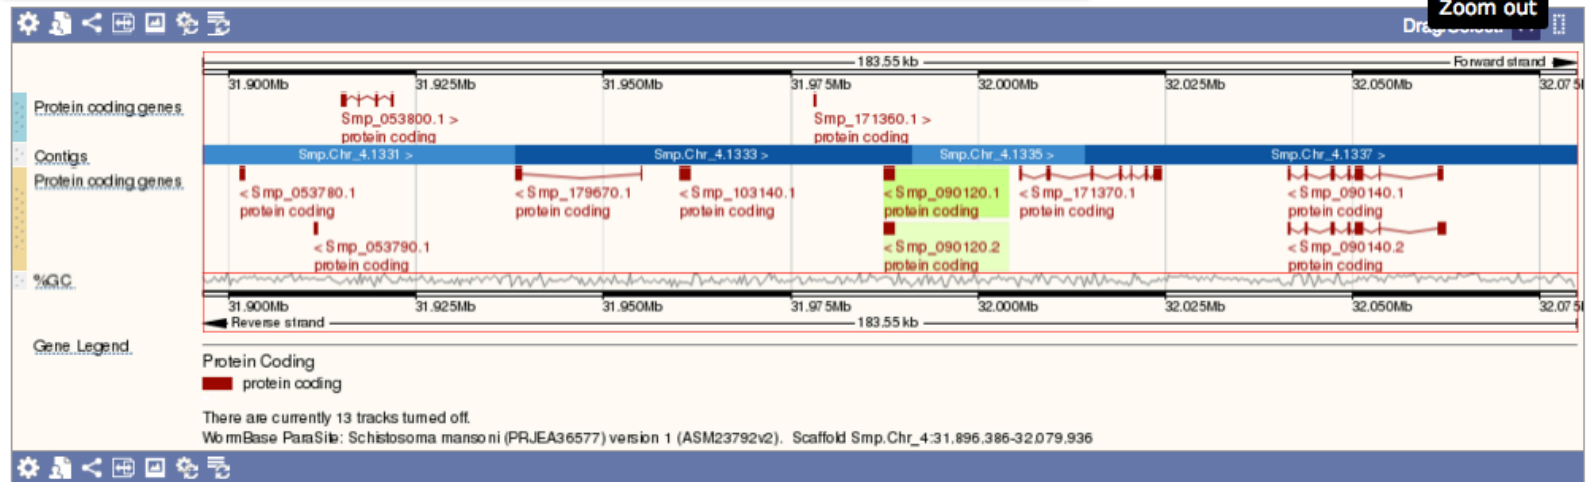 Zoom out
183.55 kb Forward strand
31.900Mb 31.925Mb 31.950Mb 31.975Mb 32.000Mb 32.025Mb 32.050Mb
Protein coding genes
Smp_053800.1 > Smp_171360.1 >
protein coding protein coding
Contigs Smp.Chr_4.1331 > Smp.Chr_4.1333 > Smp.Chr_4.1335 > Smp.Chr_4.1337 >
Protein coding genes
<Smp_053780.1 <Smp_179670.1 <Smp_103140.1 <Smp_090120.1 <Smp_171370.1 <Smp_090140.1
protein coding protein coding protein coding protein coding protein coding protein coding
<Smp_053790.1 <Smp_090120.2 <Smp_090140.2
protein coding protein coding protein coding
%GC
31.900Mb 31.925Mb 31.950Mb 31.975Mb 32.000Mb 32.025Mb 32.050Mb
Reverse strand 183.55 kb
Gene Legend
Protein Coding
protein coding
There are currently 13 tracks turned off.
WormBase ParaSite: Schistosoma mansoni (PRJEA36577) version 1 (ASM23792v2). Scaffold Smp.Chr_4:31,896,386-32,079,936